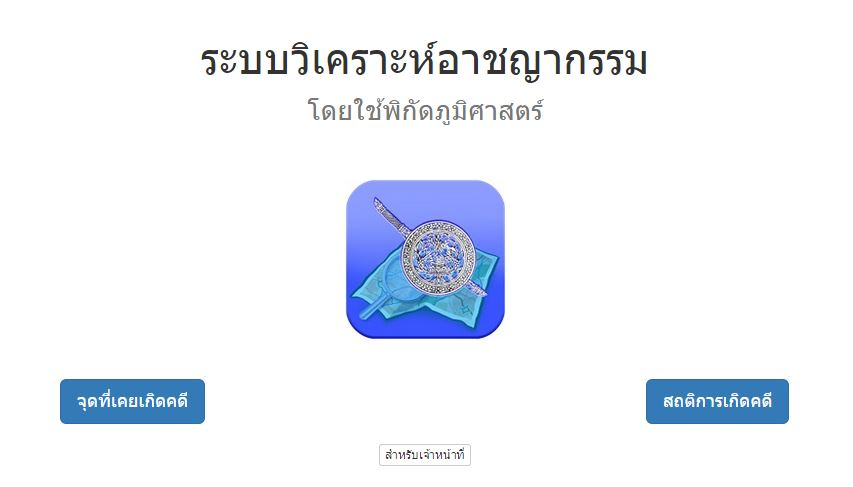 ระบบวิเคราะห์อาชญากรรม
โดยใช้พิกัดภูมิศาสตร์
จุดที่เคยเกิดคดี
สถติการเกิดคดี
สำหรับเจ้าหน้าที่